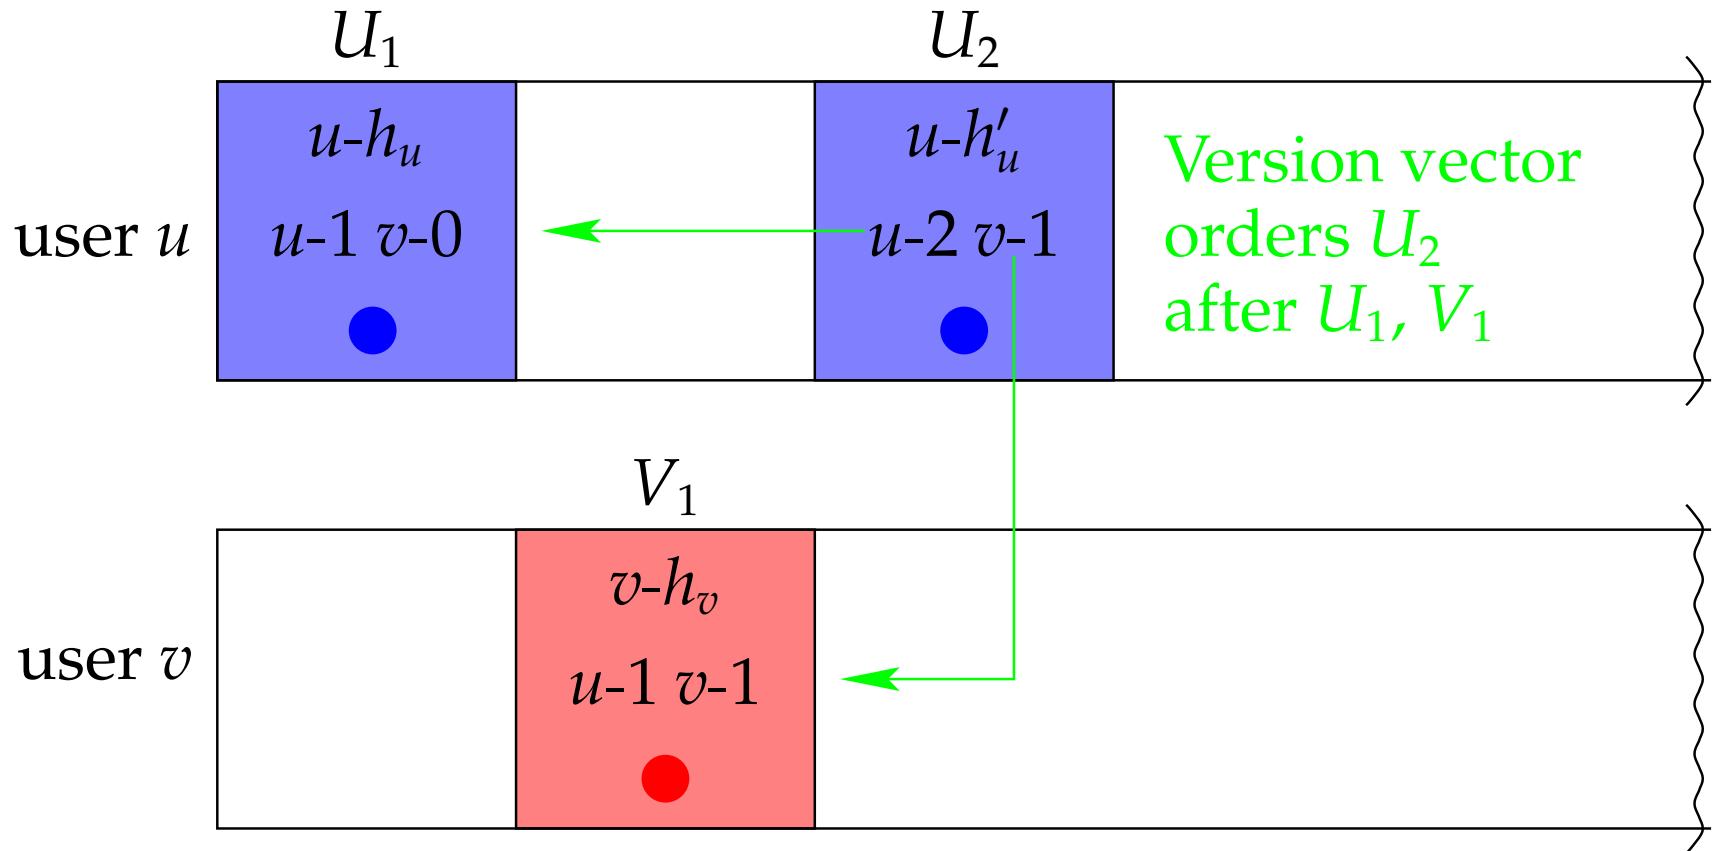 U₁ U₂
u-hᵤ u-h′ᵤ
user u u-1 v-0 u-2 v-1
Version vector
orders U₂
after U₁, V₁
V₁
v-hᵥ
user v u-1 v-1